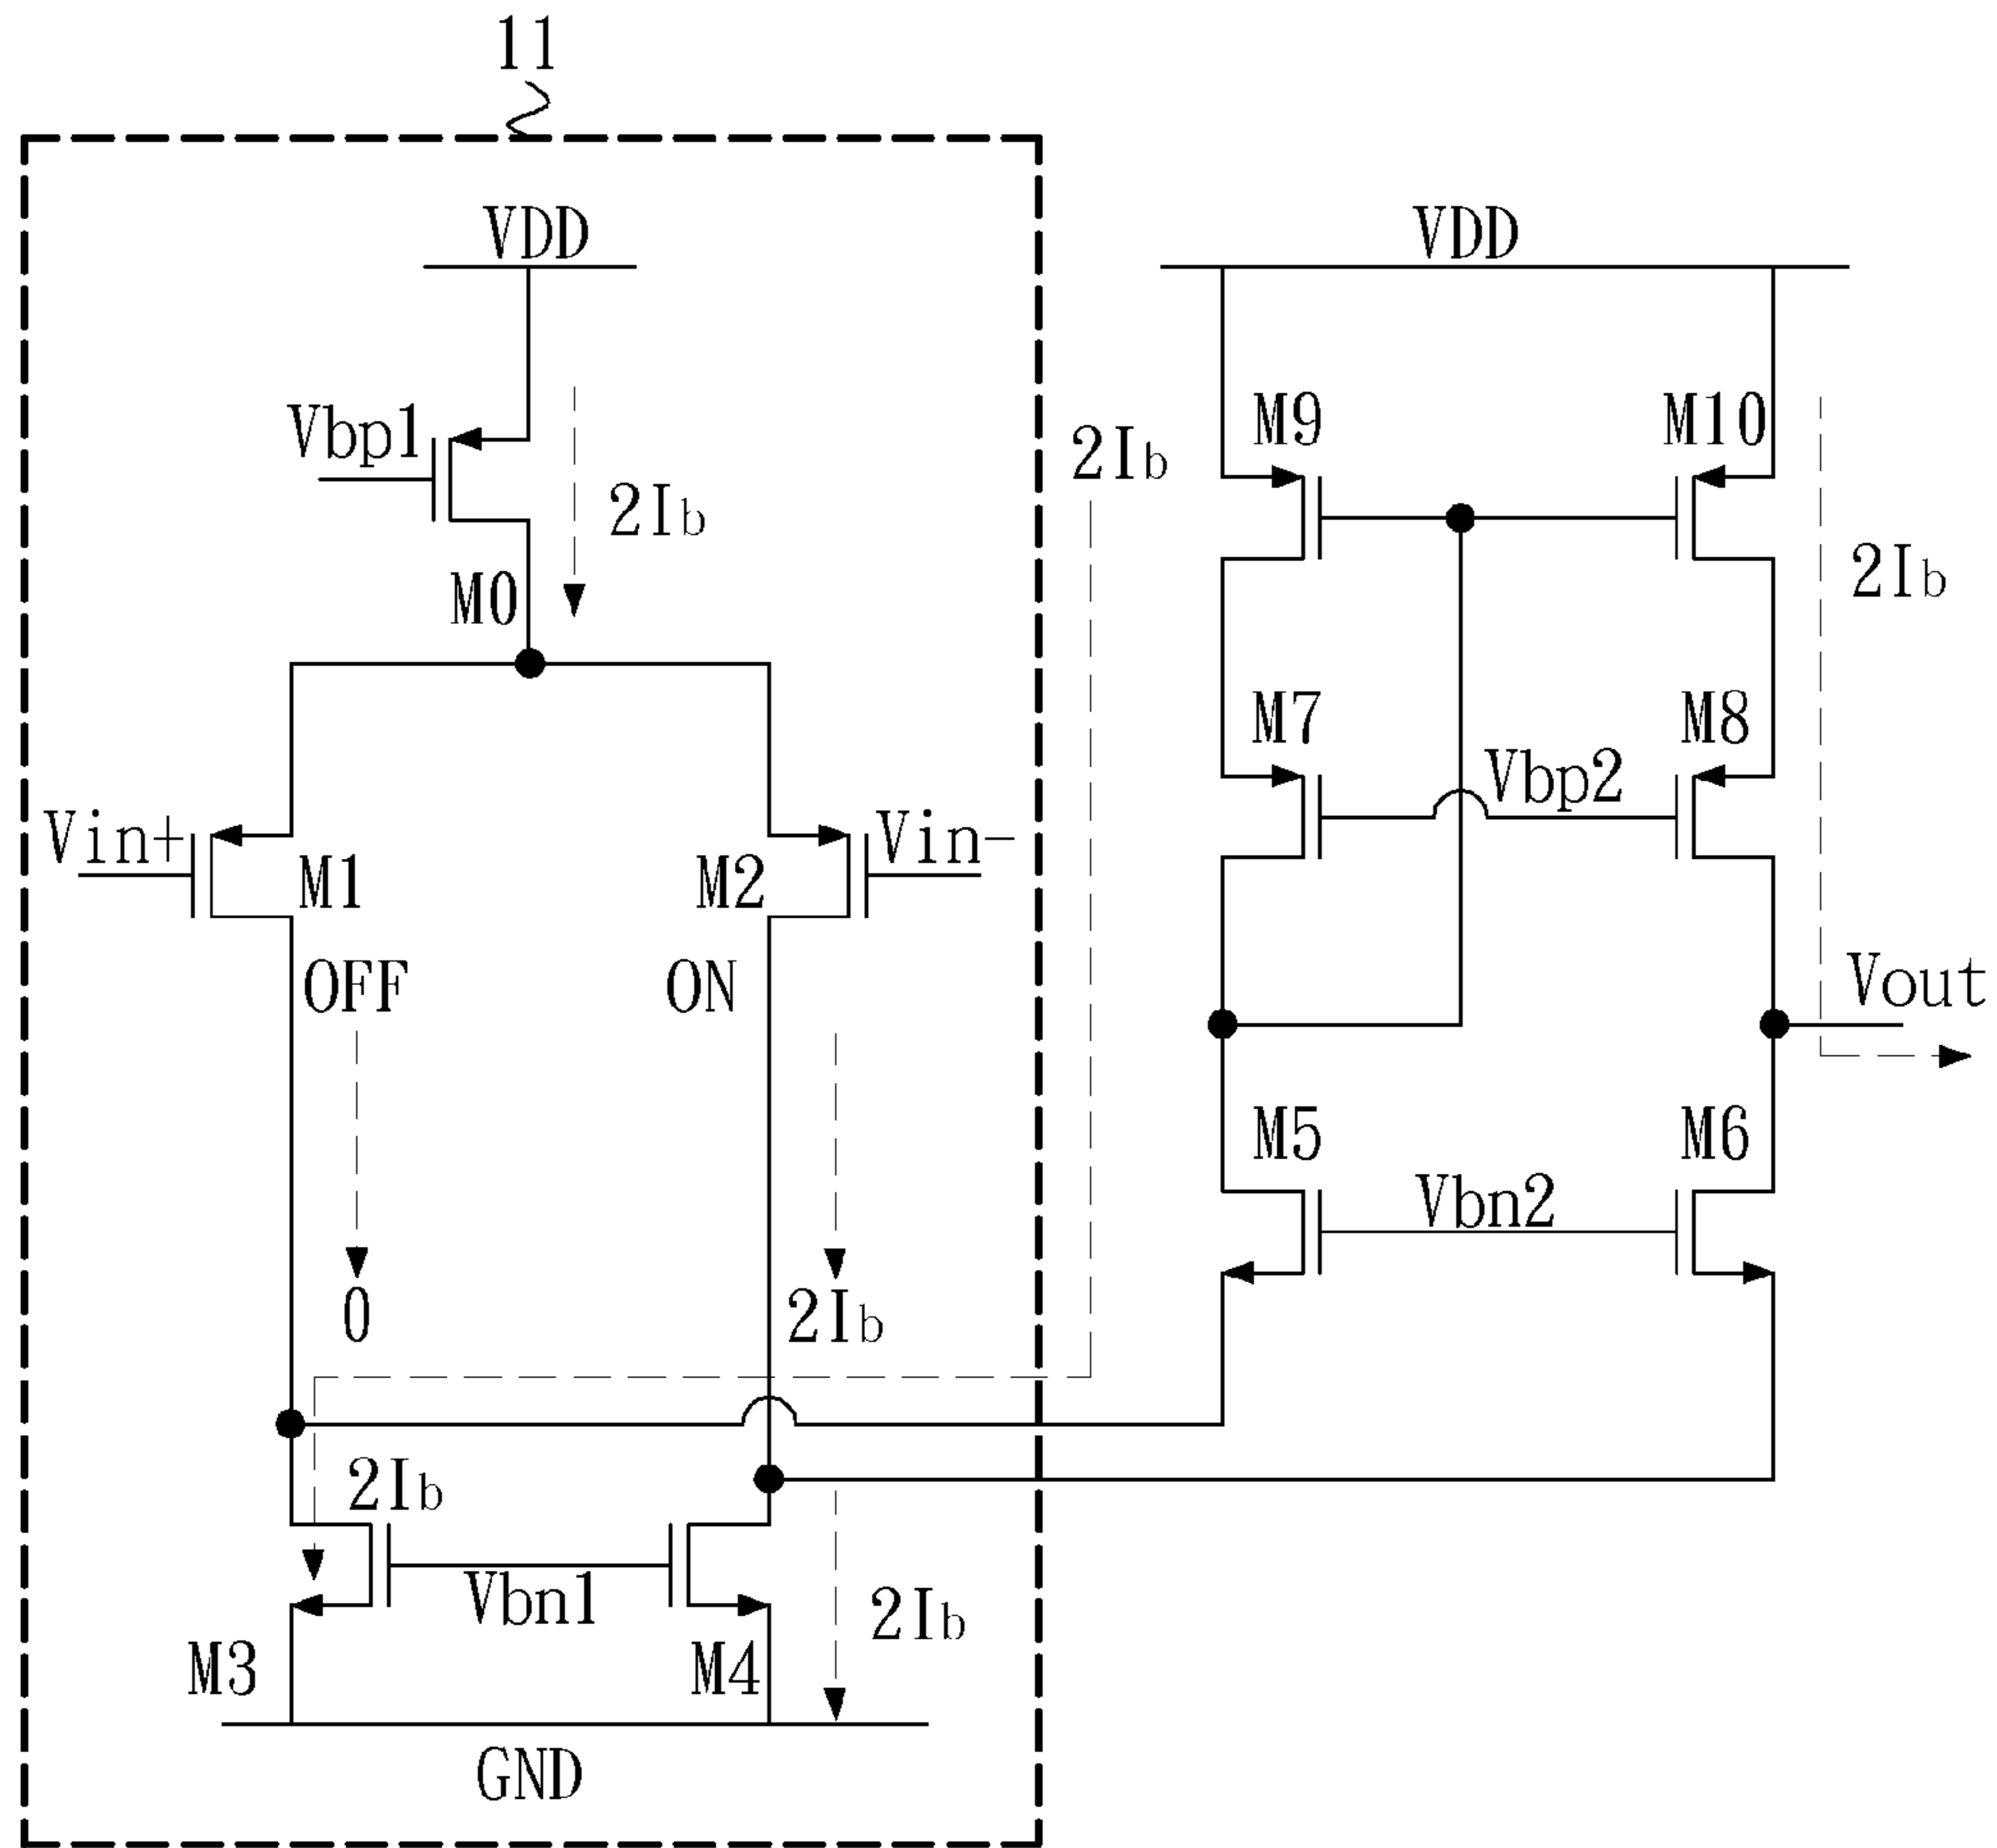 11
VDD
VDD
Vbp1
M9
M10
2Ib
2Ib
2Ib
M0
M7
M8
Vbp2
Vin+
M1
M2
Vin-
OFF
ON
Vout
M5
M6
Vbn2
0
2Ib
2Ib
Vbn1
2Ib
M3
M4
GND